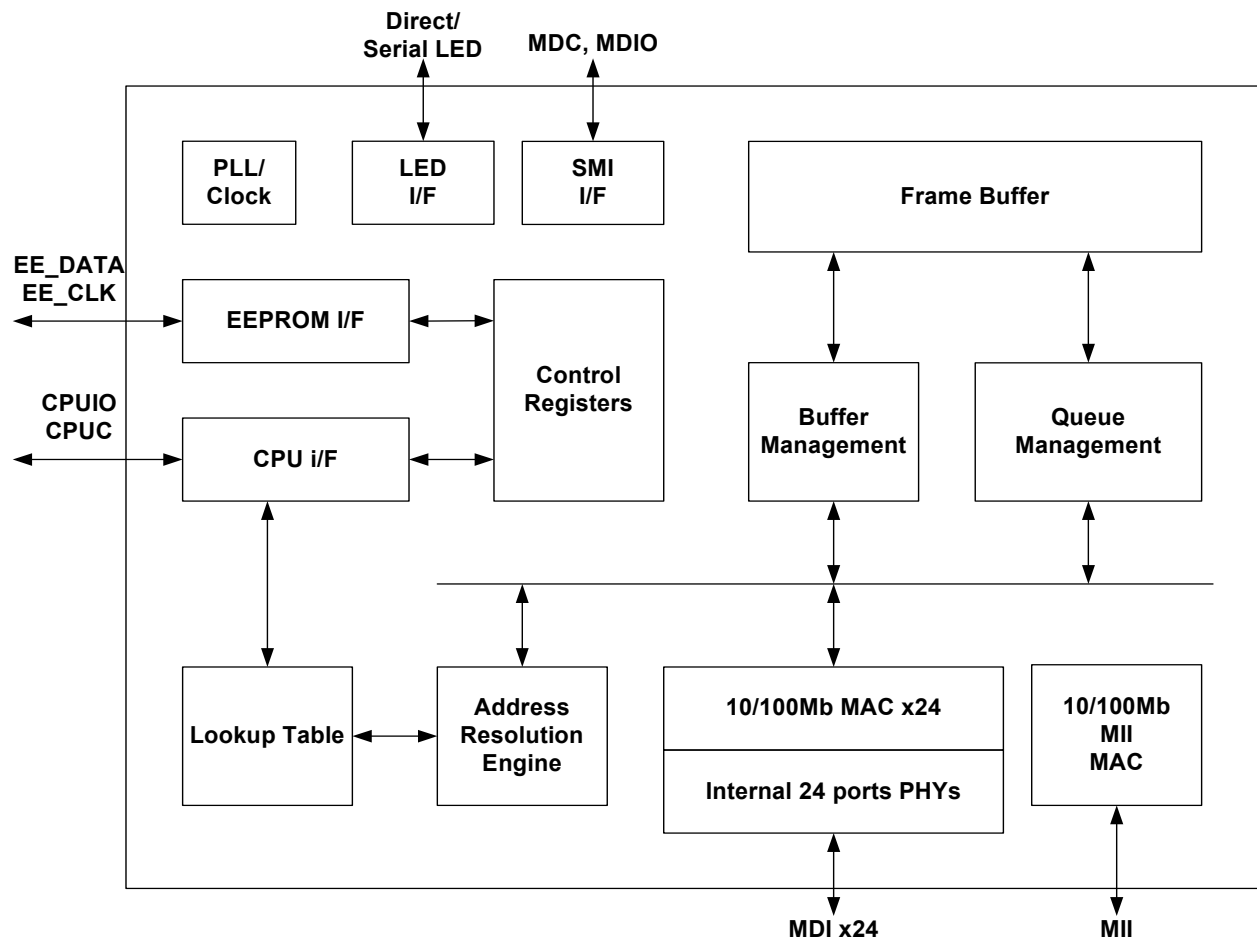 Direct/
Serial LED
MDC, MDIO
PLL/
Clock
LED
I/F
SMI
I/F
Frame Buffer
EE_DATA
EE_CLK
EEPROM I/F
Control
Registers
CPUIO
CPUC
CPU i/F
Buffer
Management
Queue
Management
Lookup Table
Address
Resolution
Engine
10/100Mb MAC x24
Internal 24 ports PHYs
10/100Mb
MII
MAC
MDI x24
MII